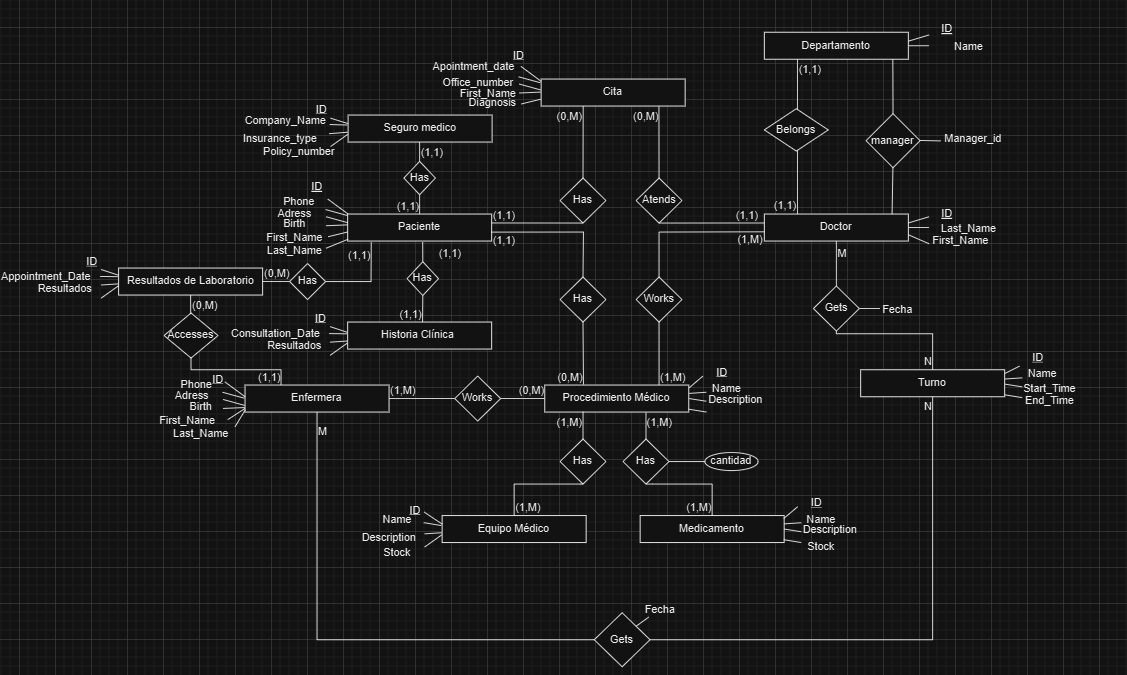 ID
Name
Departamento
(1,1)
ID
Apointment_date
Office_number
First_Name
Diagnosis
Cita
(0,M)
(0,M)
ID
Company_Name
Insurance_type
Policy_number
Seguro medico
(1,1)
Belongs
manager
Manager_id
Has
(1,1)
Has
Atends
ID
Phone
Adress
Birth
First_Name
Last_Name
Paciente
(1,1)
(1,1)
(1,1)
(1,M)
(1,1)
Doctor
ID
Last_Name
First_Name
(1,1)
(1,1)
M
ID
Appointment_Date
Resultados
Resultados de Laboratorio
(0,M)
Has
Has
Has
Works
Gets
Fecha
(0,M)
Accesses
(1,1)
ID
Consultation_Date
Resultados
Historia Clínica
N
(1,1)
ID
Phone
Adress
Birth
First_Name
Last_Name
Enfermera
(1,M)
Works
(0,M)
(0,M)
(1,M)
Procedimiento Médico
ID
Name
Description
Turno
ID
Name
Start_Time
End_Time
N
M
(1,M)
(1,M)
Has
Has
cantidad
(1,M)
(1,M)
ID
Name
Description
Stock
Equipo Médico
Medicamento
ID
Name
Description
Stock
Fecha
Gets